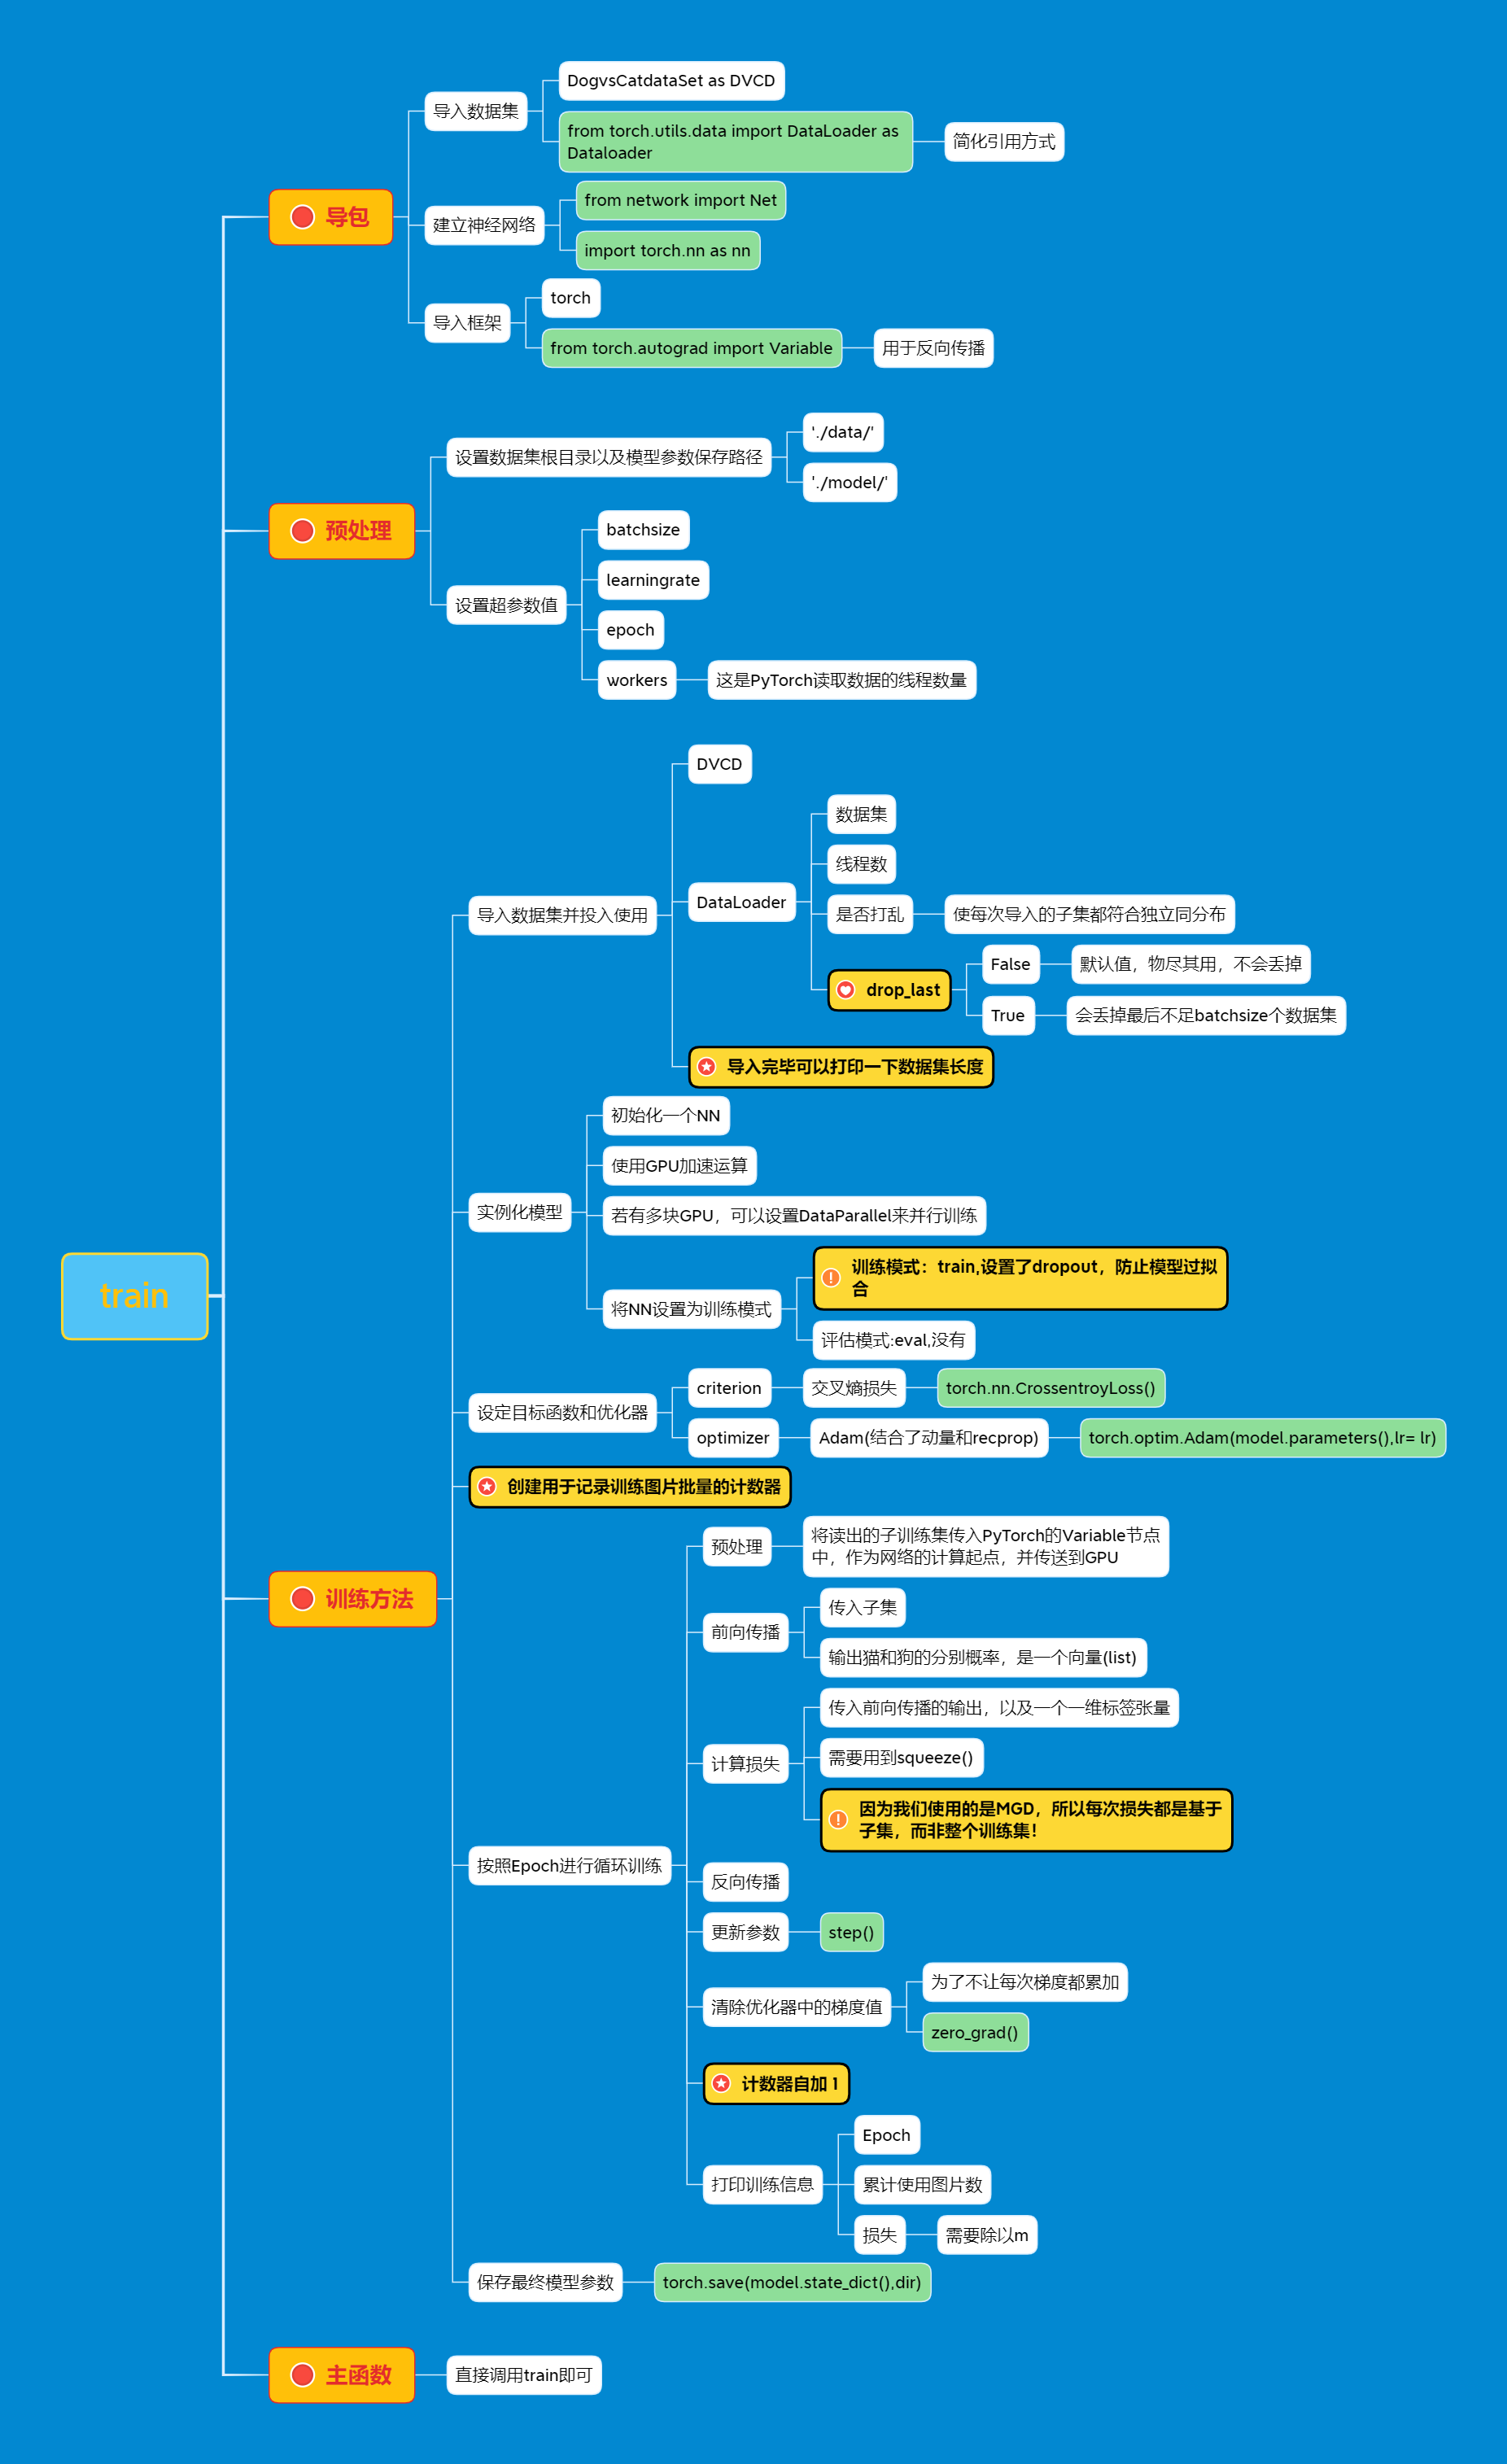 train
导包
导入数据集
DogvsCatdataSet as DVCD
from torch.utils.data import DataLoader as
Dataloader
简化引用方式
建立神经网络
from network import Net
import torch.nn as nn
导入框架
torch
from torch.autograd import Variable
用于反向传播
预处理
设置数据集根目录以及模型参数保存路径
'./data/'
'./model/'
设置超参数值
batchsize
learningrate
epoch
workers
这是PyTorch读取数据的线程数量
训练方法
导入数据集并投入使用
DVCD
DataLoader
数据集
线程数
是否打乱
使每次导入的子集都符合独立同分布
drop_last
False
默认值，物尽其用，不会丢掉
True
会丢掉最后不足batchsize个数据集
导入完毕可以打印一下数据集长度
实例化模型
初始化一个NN
使用GPU加速运算
若有多块GPU，可以设置DataParallel来并行训练
将NN设置为训练模式
训练模式：train,设置了dropout，防止模型过拟
合
评估模式:eval,没有
设定目标函数和优化器
criterion
交叉熵损失
torch.nn.CrossentroyLoss()
optimizer
Adam(结合了动量和recprop)
torch.optim.Adam(model.parameters(),lr= lr)
创建用于记录训练图片批量的计数器
按照Epoch进行循环训练
预处理
将读出的子训练集传入PyTorch的Variable节点
中，作为网络的计算起点，并传送到GPU
前向传播
传入子集
输出猫和狗的分别概率，是一个向量(list)
计算损失
传入前向传播的输出，以及一个一维标签张量
需要用到squeeze()
因为我们使用的是MGD，所以每次损失都是基于
子集，而非整个训练集！
反向传播
更新参数
step()
清除优化器中的梯度值
为了不让每次梯度都累加
zero_grad()
计数器自加 1
打印训练信息
Epoch
累计使用图片数
损失
需要除以m
保存最终模型参数
torch.save(model.state_dict(),dir)
主函数
直接调用train即可